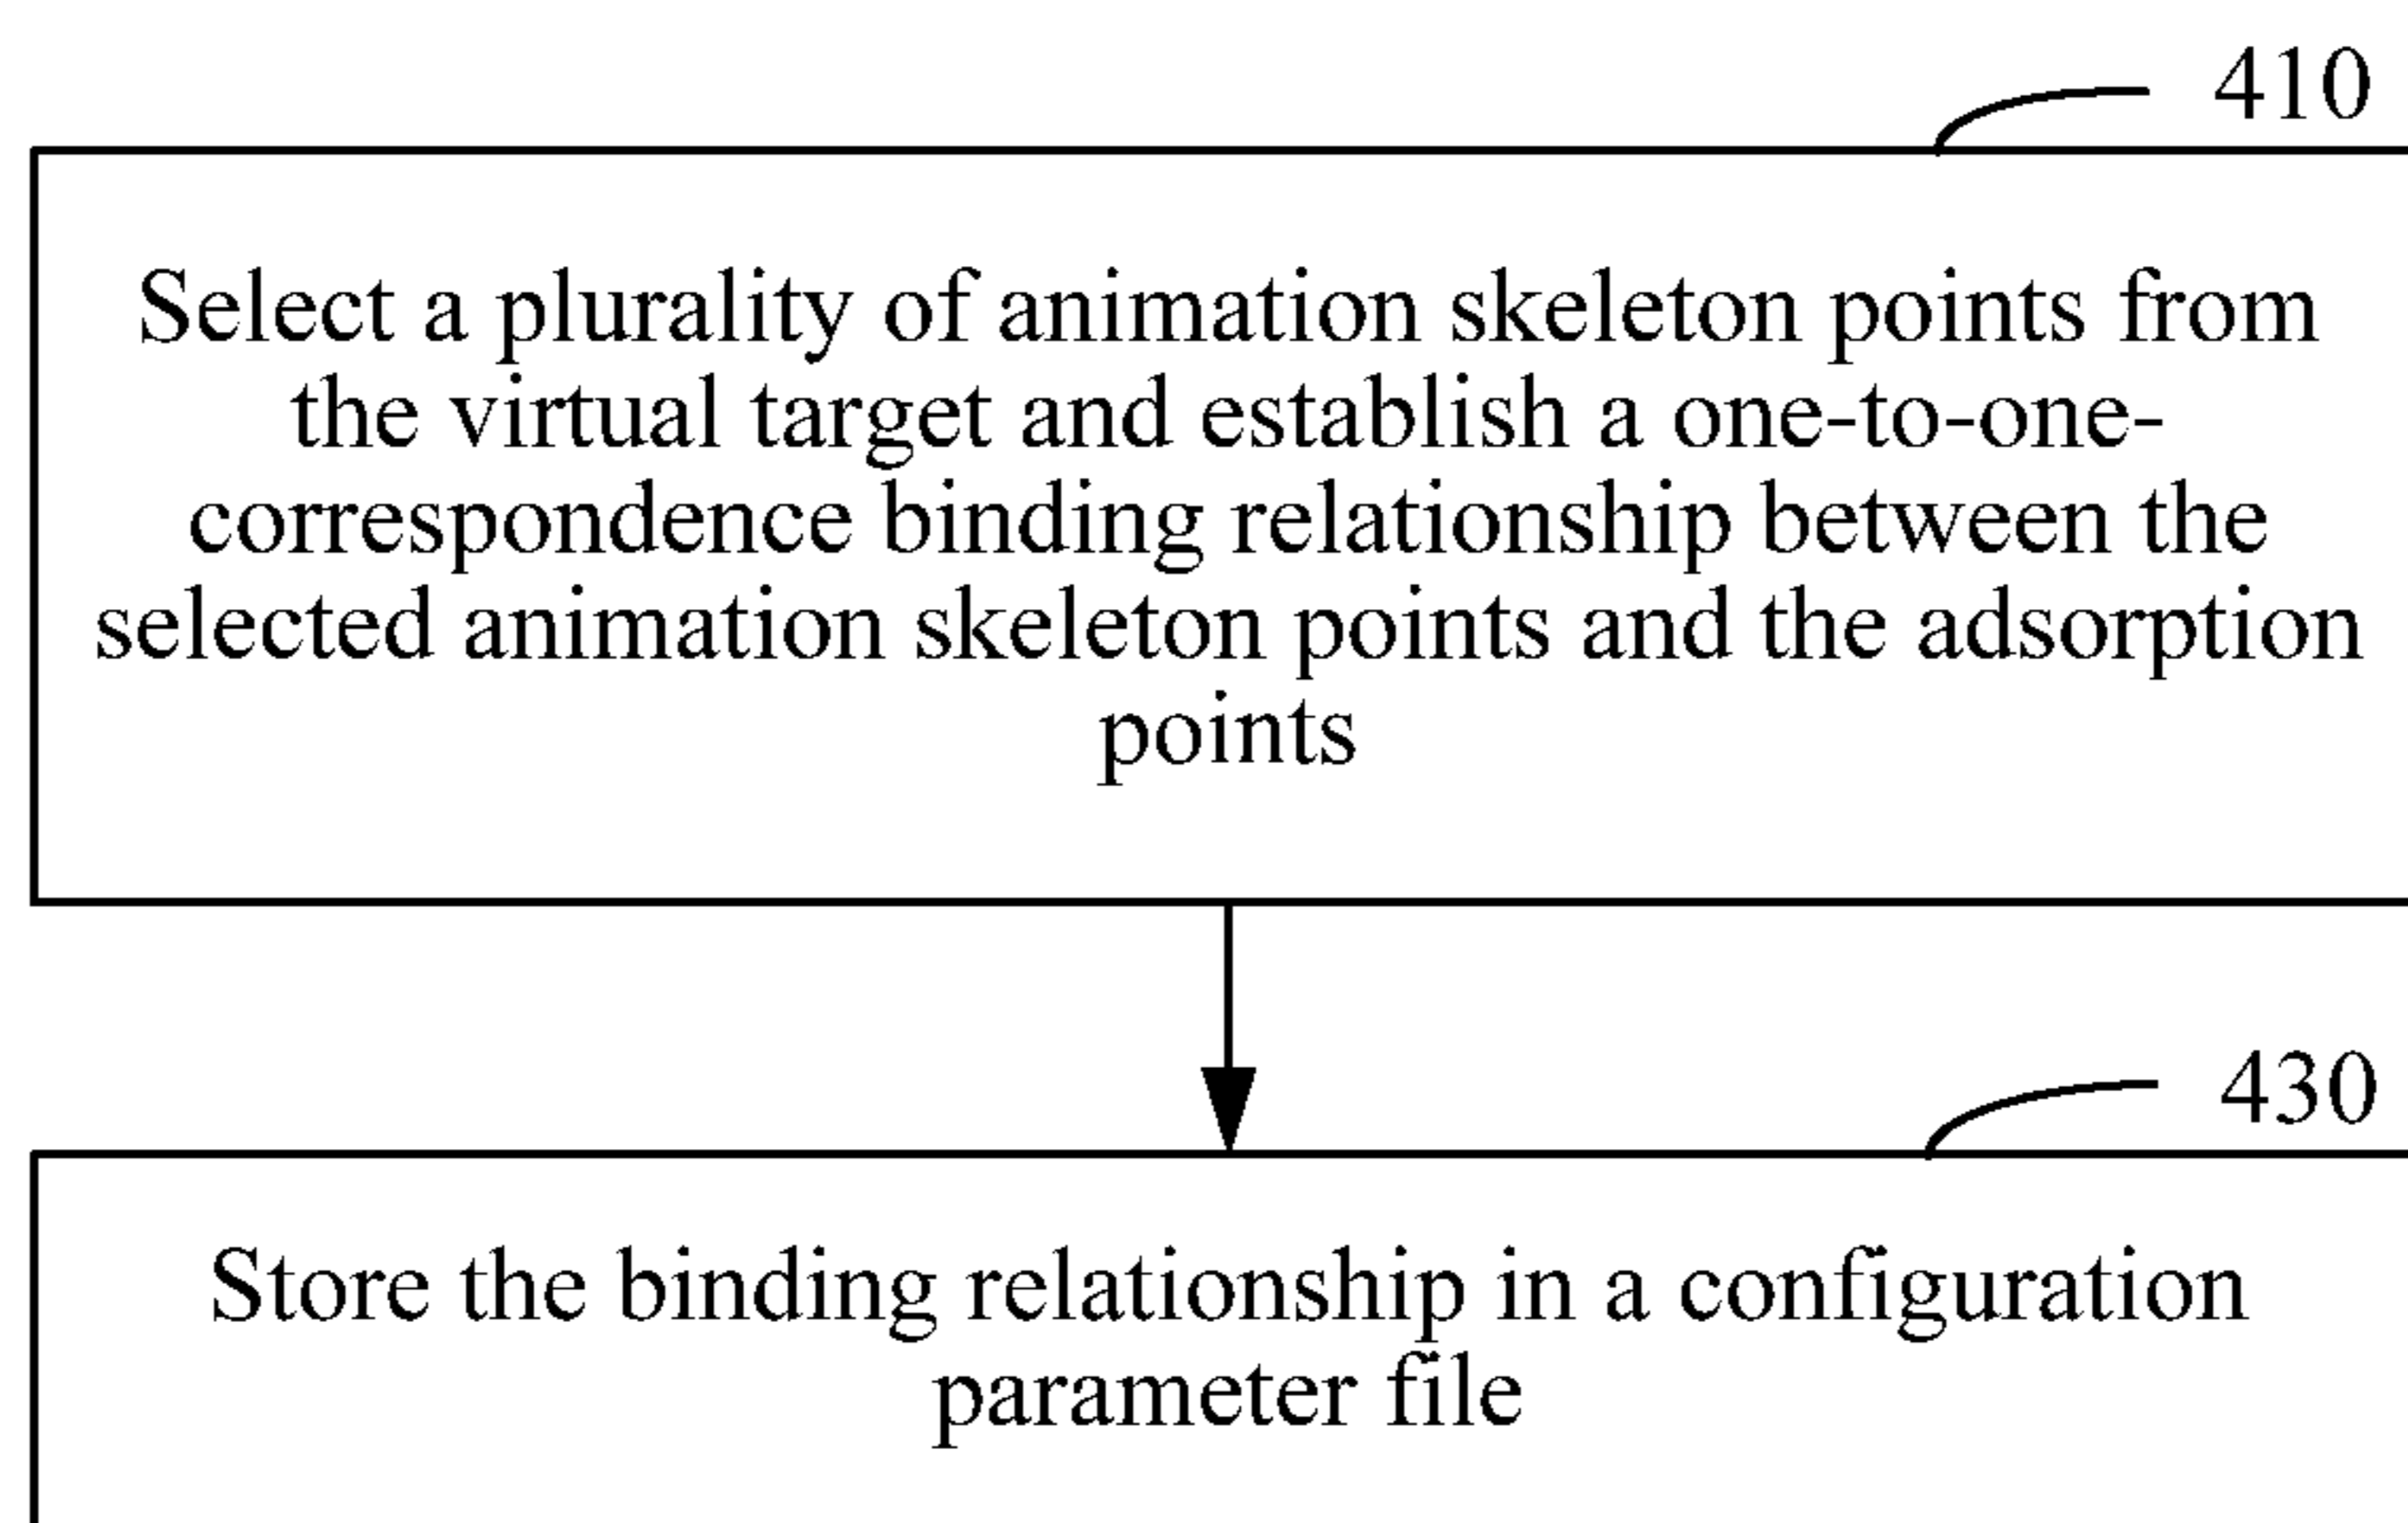 410
Select a plurality of animation skeleton points from
the virtual target and establish a one-to-one-
correspondence binding relationship between the
selected animation skeleton points and the adsorption
points
430
Store the binding relationship in a configuration
parameter file